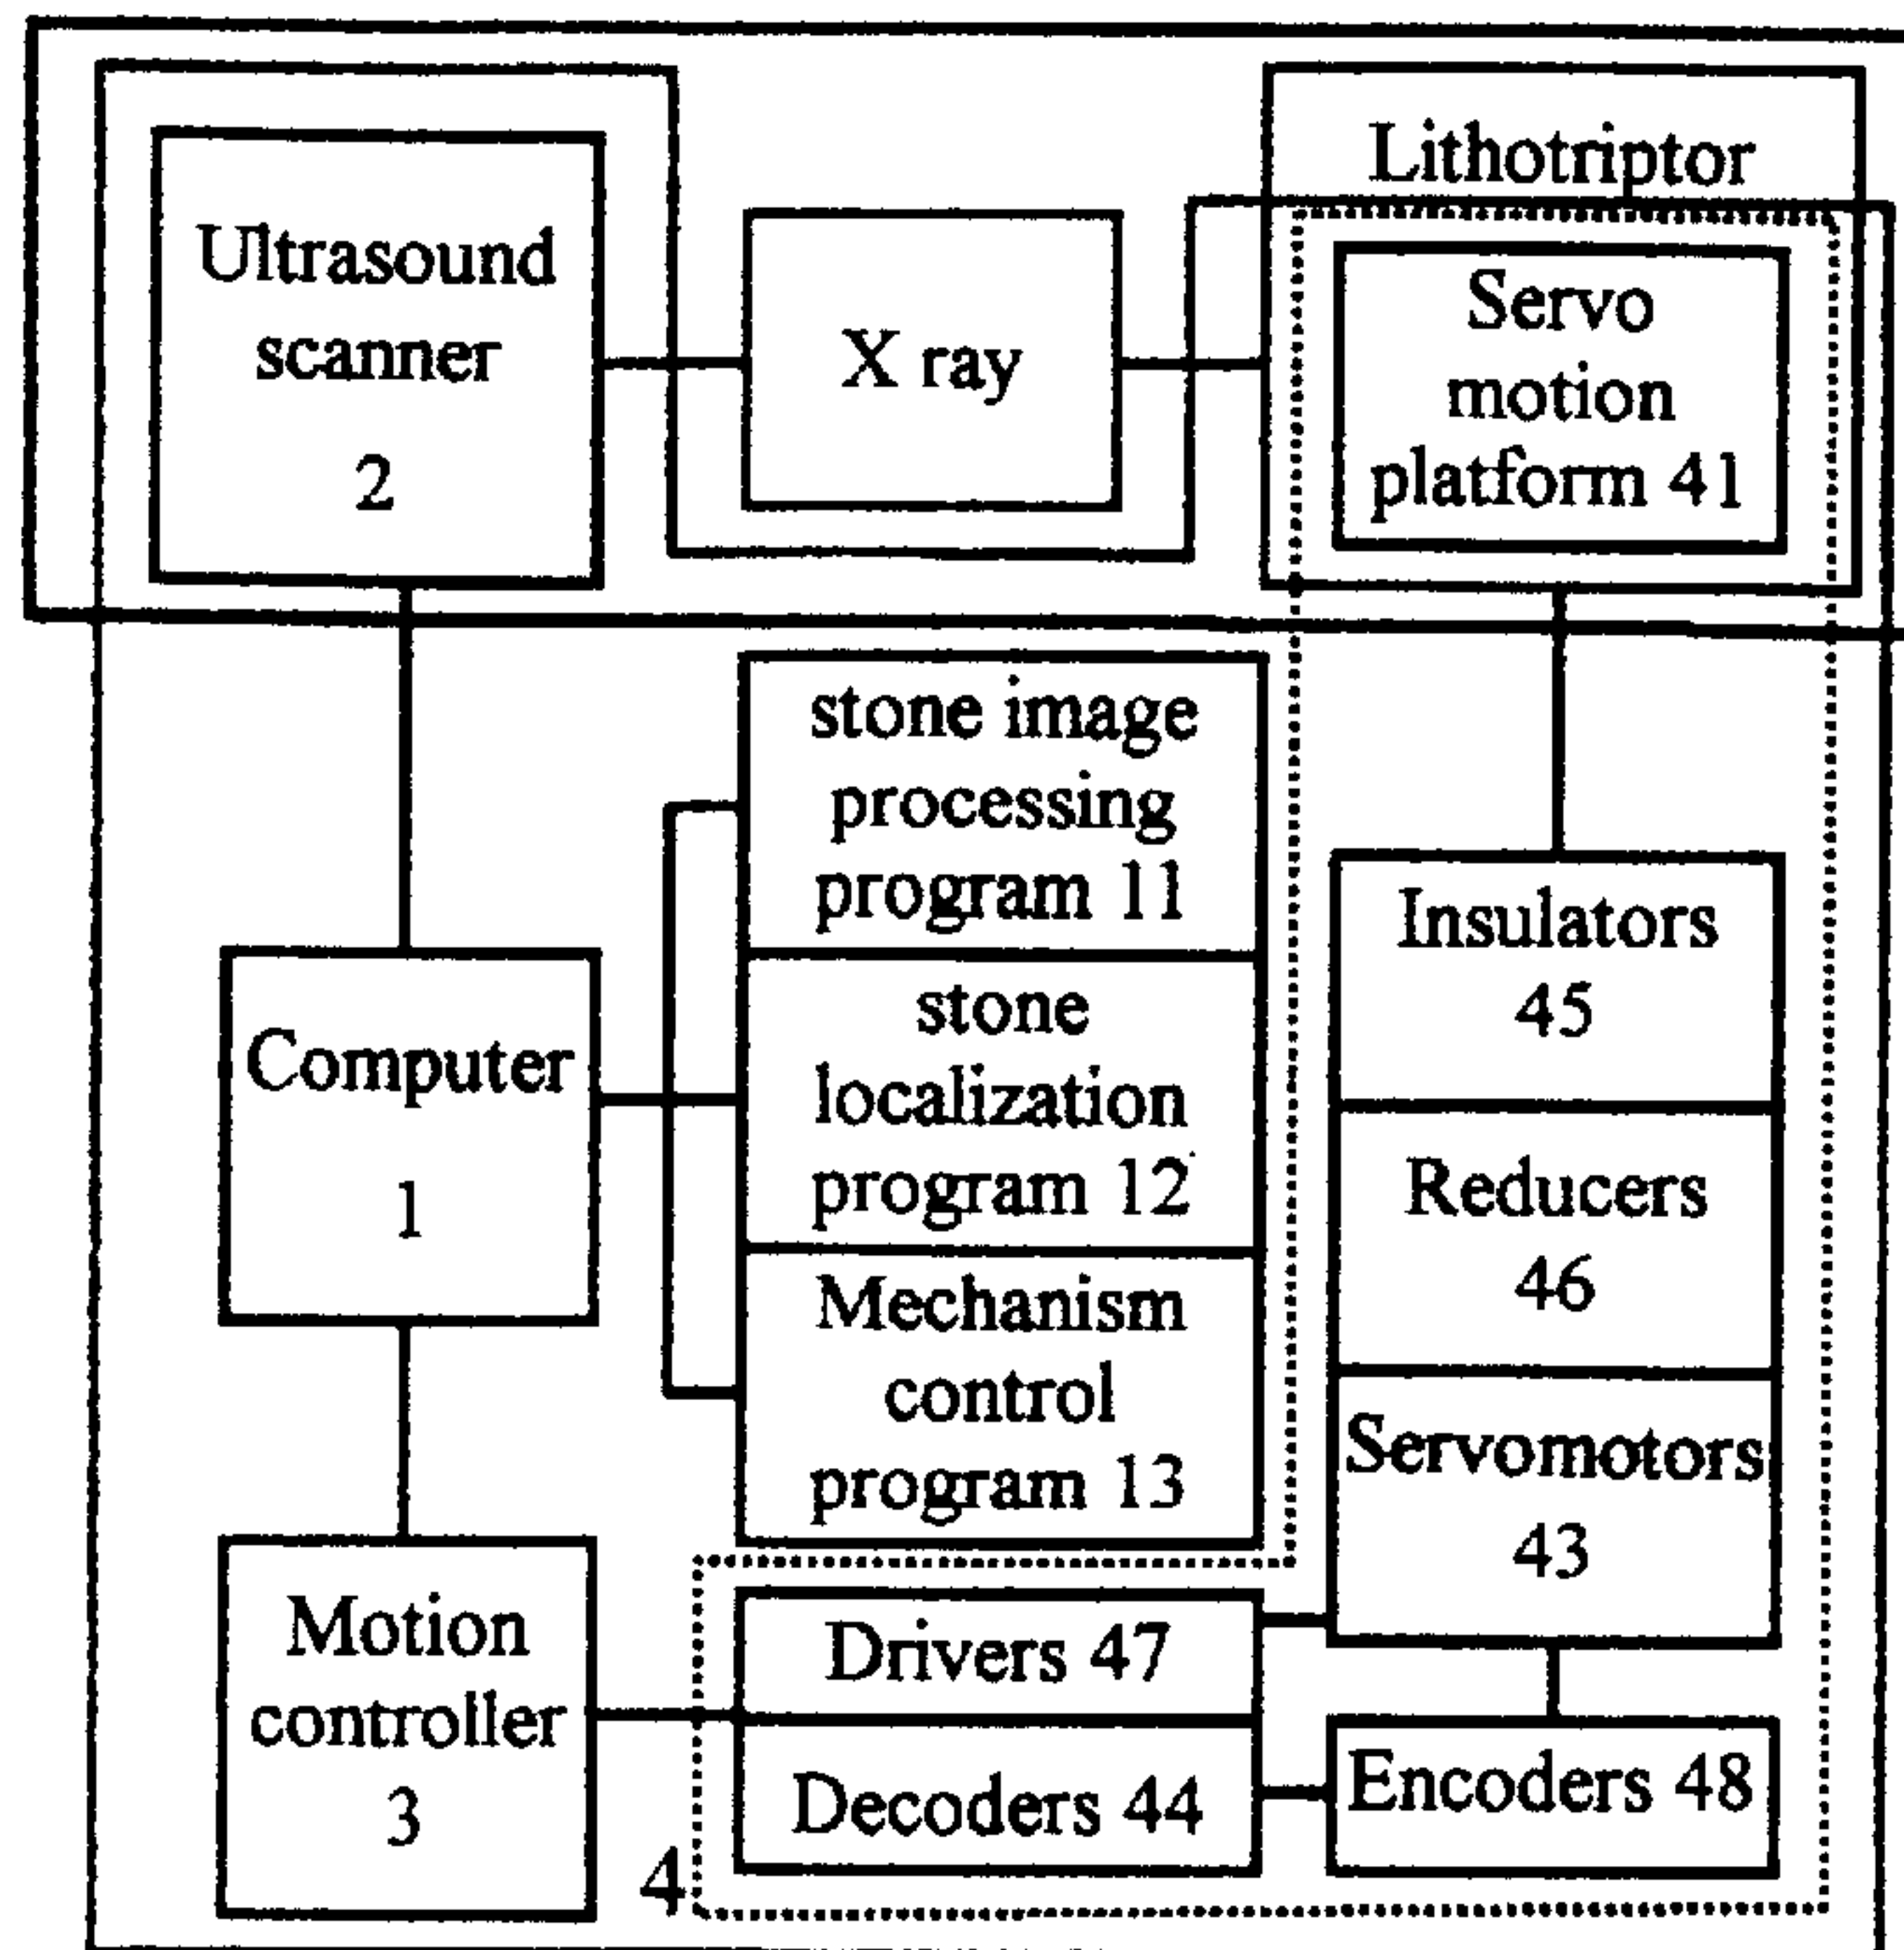 Ultrasound
scanner
2
X ray
Lithotriptor
Servo
motion
platform 41
stone image
processing
program 11
stone
localization
program 12
Mechanism
control
program 13
Computer
1
Insulators
45
Reducers
46
Servomotors
43
Motion
controller
3
Drivers 47
Decoders 44
Encoders 48
4